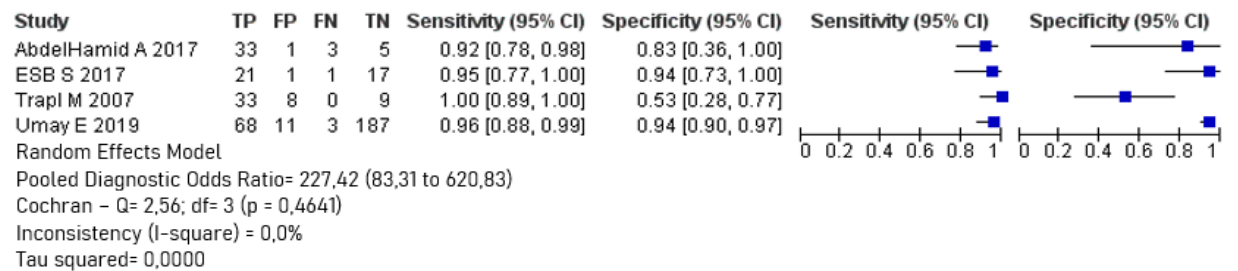 Study TP FP FN TN Sensitivity (95% CI) Specificity (95% CI) Sensitivity (95% CI) Specificity (95% CI)
AbdelHamid A 2017 33 1 3 5 0.92 [0.78, 0.98] 0.83 [0.36, 1.00]
ESB S 2017 21 1 1 17 0.95 [0.77, 1.00] 0.94 [0.73, 1.00]
Trapl M 2007 33 8 0 9 1.00 [0.89, 1.00] 0.53 [0.28, 0.77]
Umay E 2019 68 11 3 187 0.96 [0.88, 0.99] 0.94 [0.90, 0.97]
0 0.2 0.4 0.6 0.8 1 0 0.2 0.4 0.6 0.8 1
Random Effects Model
Pooled Diagnostic Odds Ratio= 227,42 (83,31 to 620,83)
Cochran – Q= 2,56; df= 3 (p = 0,4641)
Inconsistency (I-square) = 0,0%
Tau squared= 0,0000